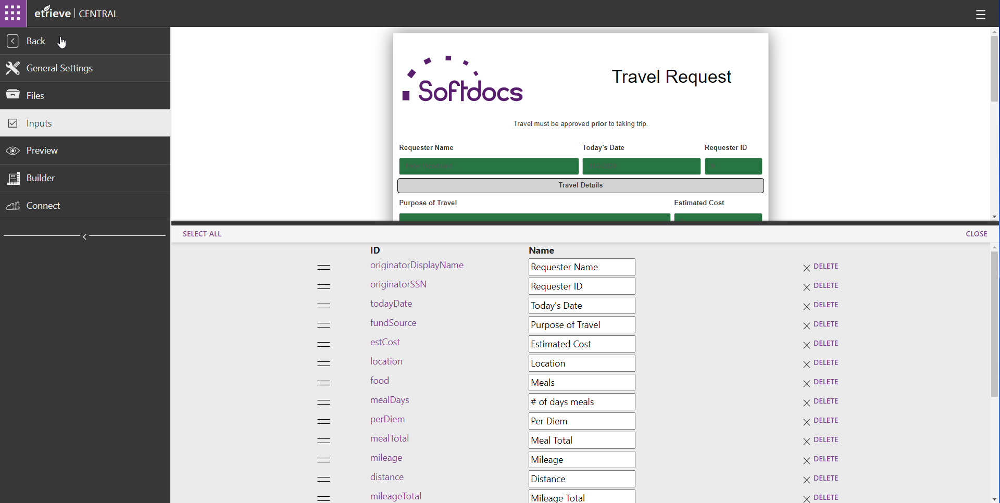 etrieve | CENTRAL
Back
General Settings
Files
Inputs
Preview
Builder
Connect
Softdocs
Travel Request
Travel must be approved prior to taking trip.
Requester Name Today's Date Requester ID
Travel Details
Purpose of Travel Estimated Cost
SELECT ALL CLOSE
ID Name
originatorDisplayName Requester Name DELETE
originatorSSN Requester ID DELETE
todayDate Today's Date DELETE
fundSource Purpose of Travel DELETE
estCost Estimated Cost DELETE
location Location DELETE
food Meals DELETE
mealDays # of days meals DELETE
perDiem Per Diem DELETE
mealTotal Meal Total DELETE
mileage Mileage DELETE
distance Distance DELETE
mileageTotal Mileage Total DELETE